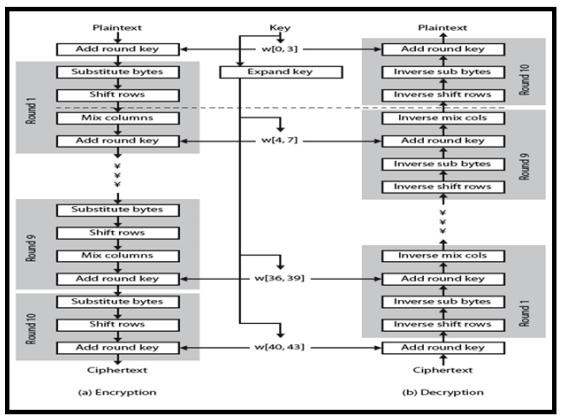 Plaintext
Add round key
Substitute bytes
Shift rows
Mix columns
Add round key
Round 1
Substitute bytes
Shift rows
Mix columns
Add round key
Round 9
Substitute bytes
Shift rows
Add round key
Round 10
Ciphertext
(a) Encryption
Key
w[0, 3]
Expand key
w[4, 7]
w[36, 39]
w[40, 43]
Plaintext
Add round key
Inverse sub bytes
Inverse shift rows
Round 10
Inverse mix cols
Add round key
Inverse sub bytes
Inverse shift rows
Round 9
Inverse mix cols
Add round key
Inverse sub bytes
Inverse shift rows
Round 1
Add round key
Ciphertext
(b) Decryption